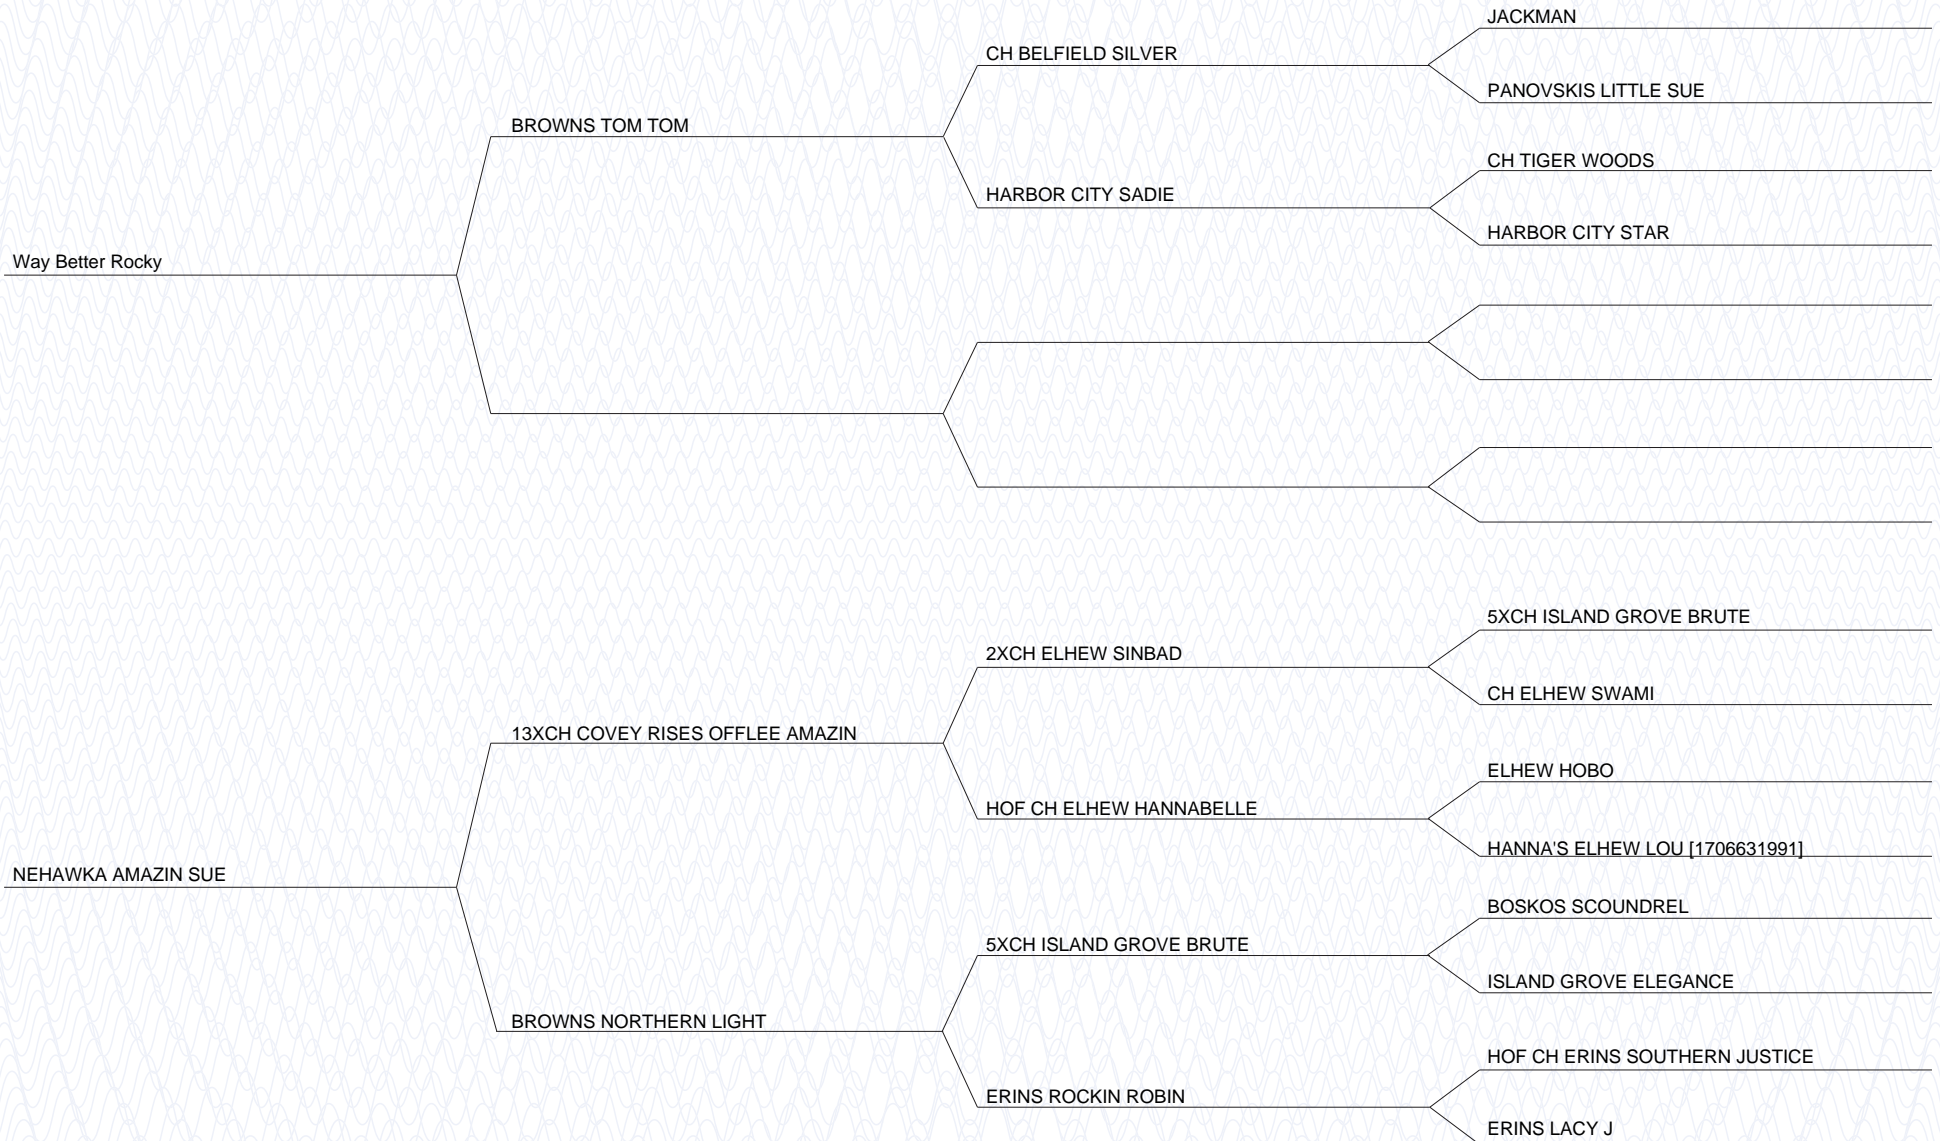 JACKMAN
CH BELFIELD SILVER
PANOVSKIS LITTLE SUE
BROWNS TOM TOM
CH TIGER WOODS
HARBOR CITY SADIE
HARBOR CITY STAR
Way Better Rocky
5XCH ISLAND GROVE BRUTE
2XCH ELHEW SINBAD
CH ELHEW SWAMI
13XCH COVEY RISES OFFLEE AMAZIN
ELHEW HOBO
HOF CH ELHEW HANNABELLE
HANNA'S ELHEW LOU [1706631991]
NEHAWKA AMAZIN SUE
BOSKOS SCOUNDREL
5XCH ISLAND GROVE BRUTE
ISLAND GROVE ELEGANCE
BROWNS NORTHERN LIGHT
HOF CH ERINS SOUTHERN JUSTICE
ERINS ROCKIN ROBIN
ERINS LACY J